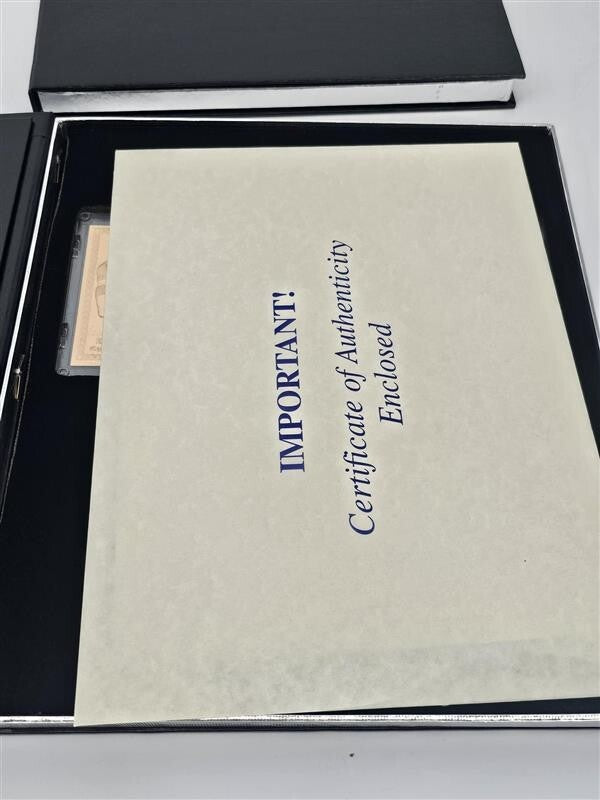 IMPORTANT!
Certificate of Authenticity
Enclosed